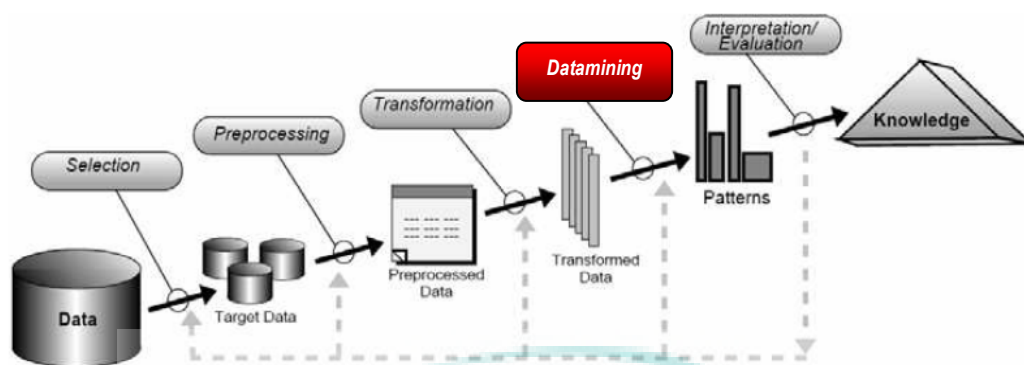 Interpretation/
Evaluation
Datamining
Transformation
Preprocessing
Selection
Knowledge
Patterns
Transformed
Data
Preprocessed
Data
Target Data
Data